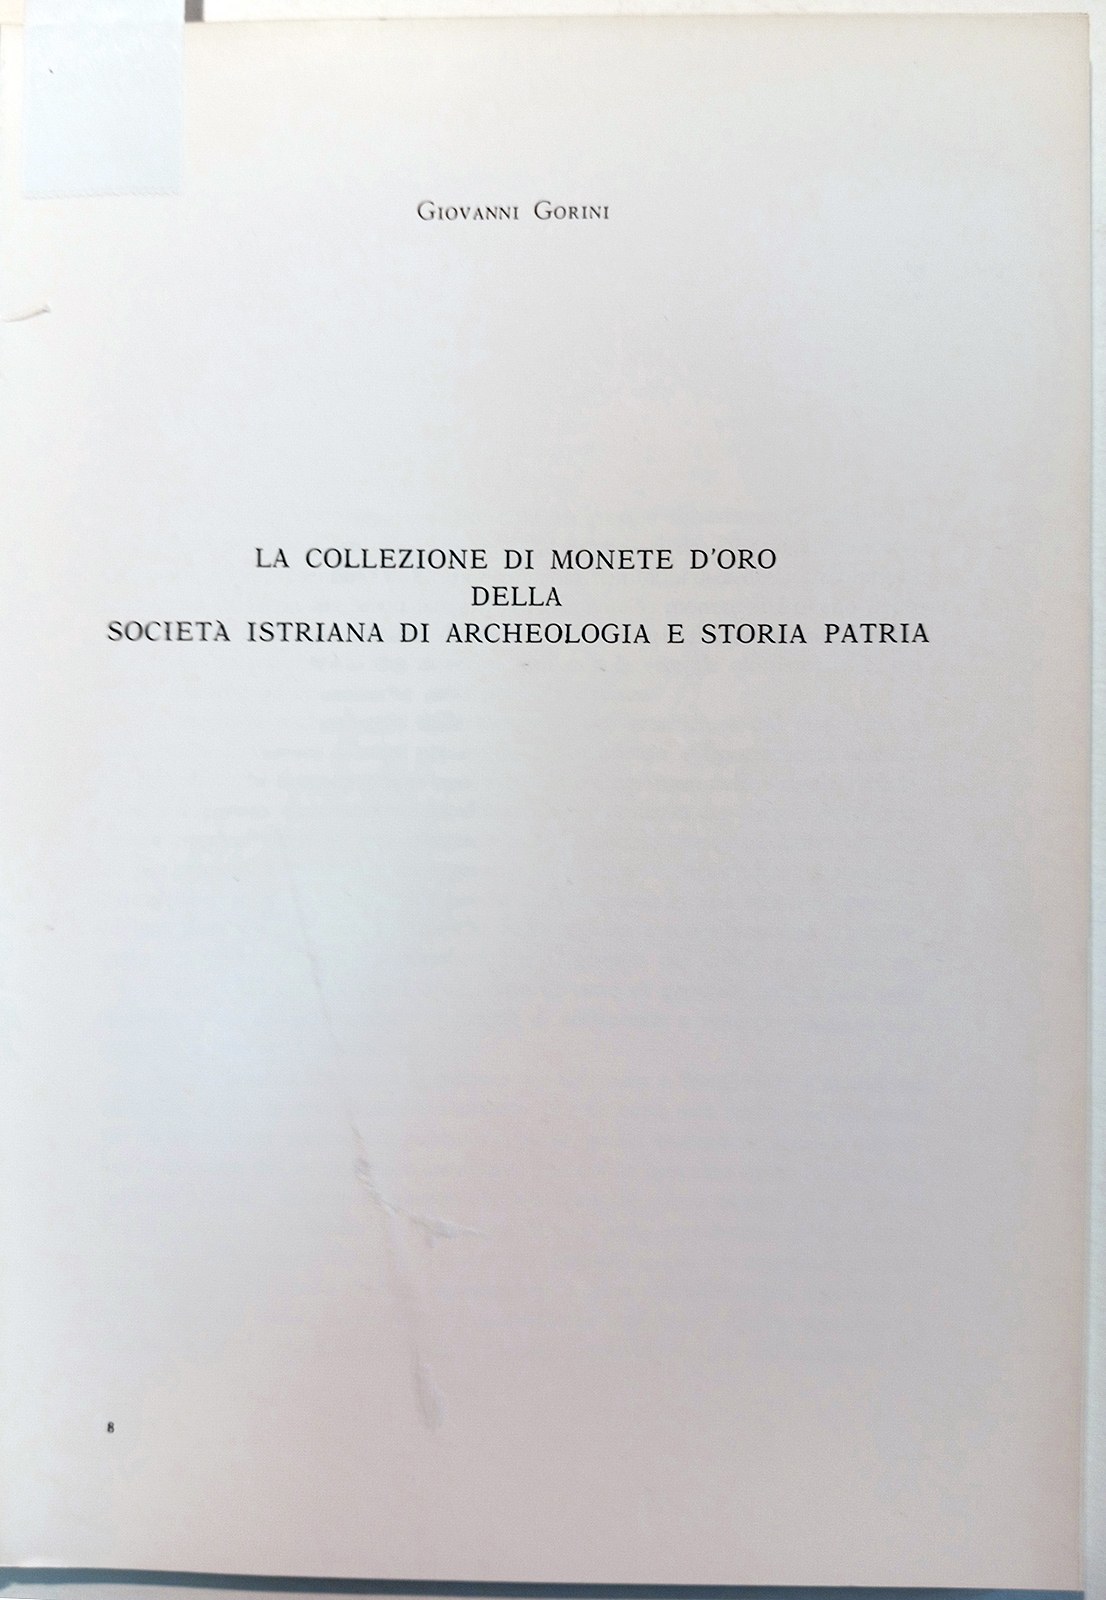 Giovanni Gorini
LA COLLEZIONE DI MONETE D'ORO
DELLA
SOCIETÀ ISTRIANA DI ARCHEOLOGIA E STORIA PATRIA
8